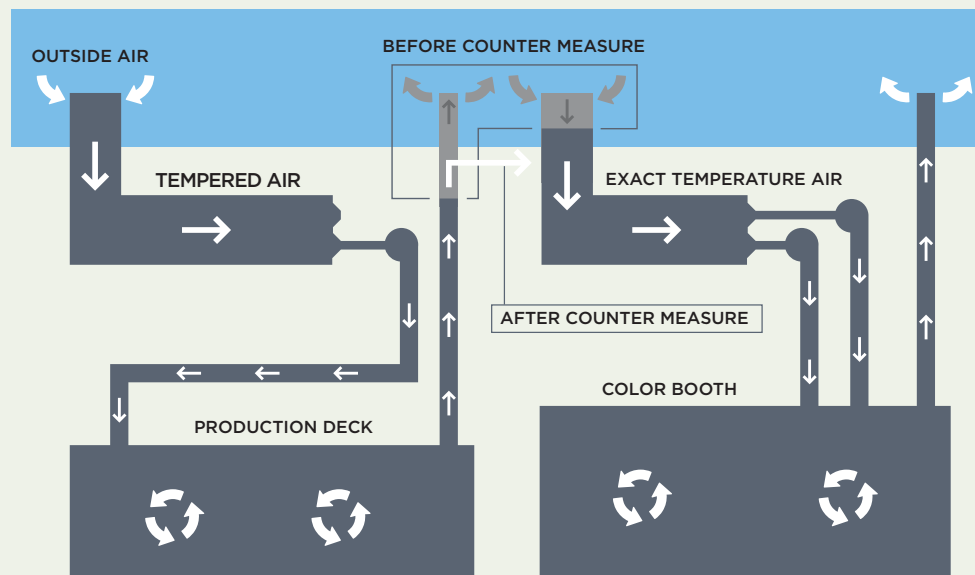 OUTSIDE AIR
BEFORE COUNTER MEASURE
TEMPERED AIR
EXACT TEMPERATURE AIR
AFTER COUNTER MEASURE
COLOR BOOTH
PRODUCTION DECK